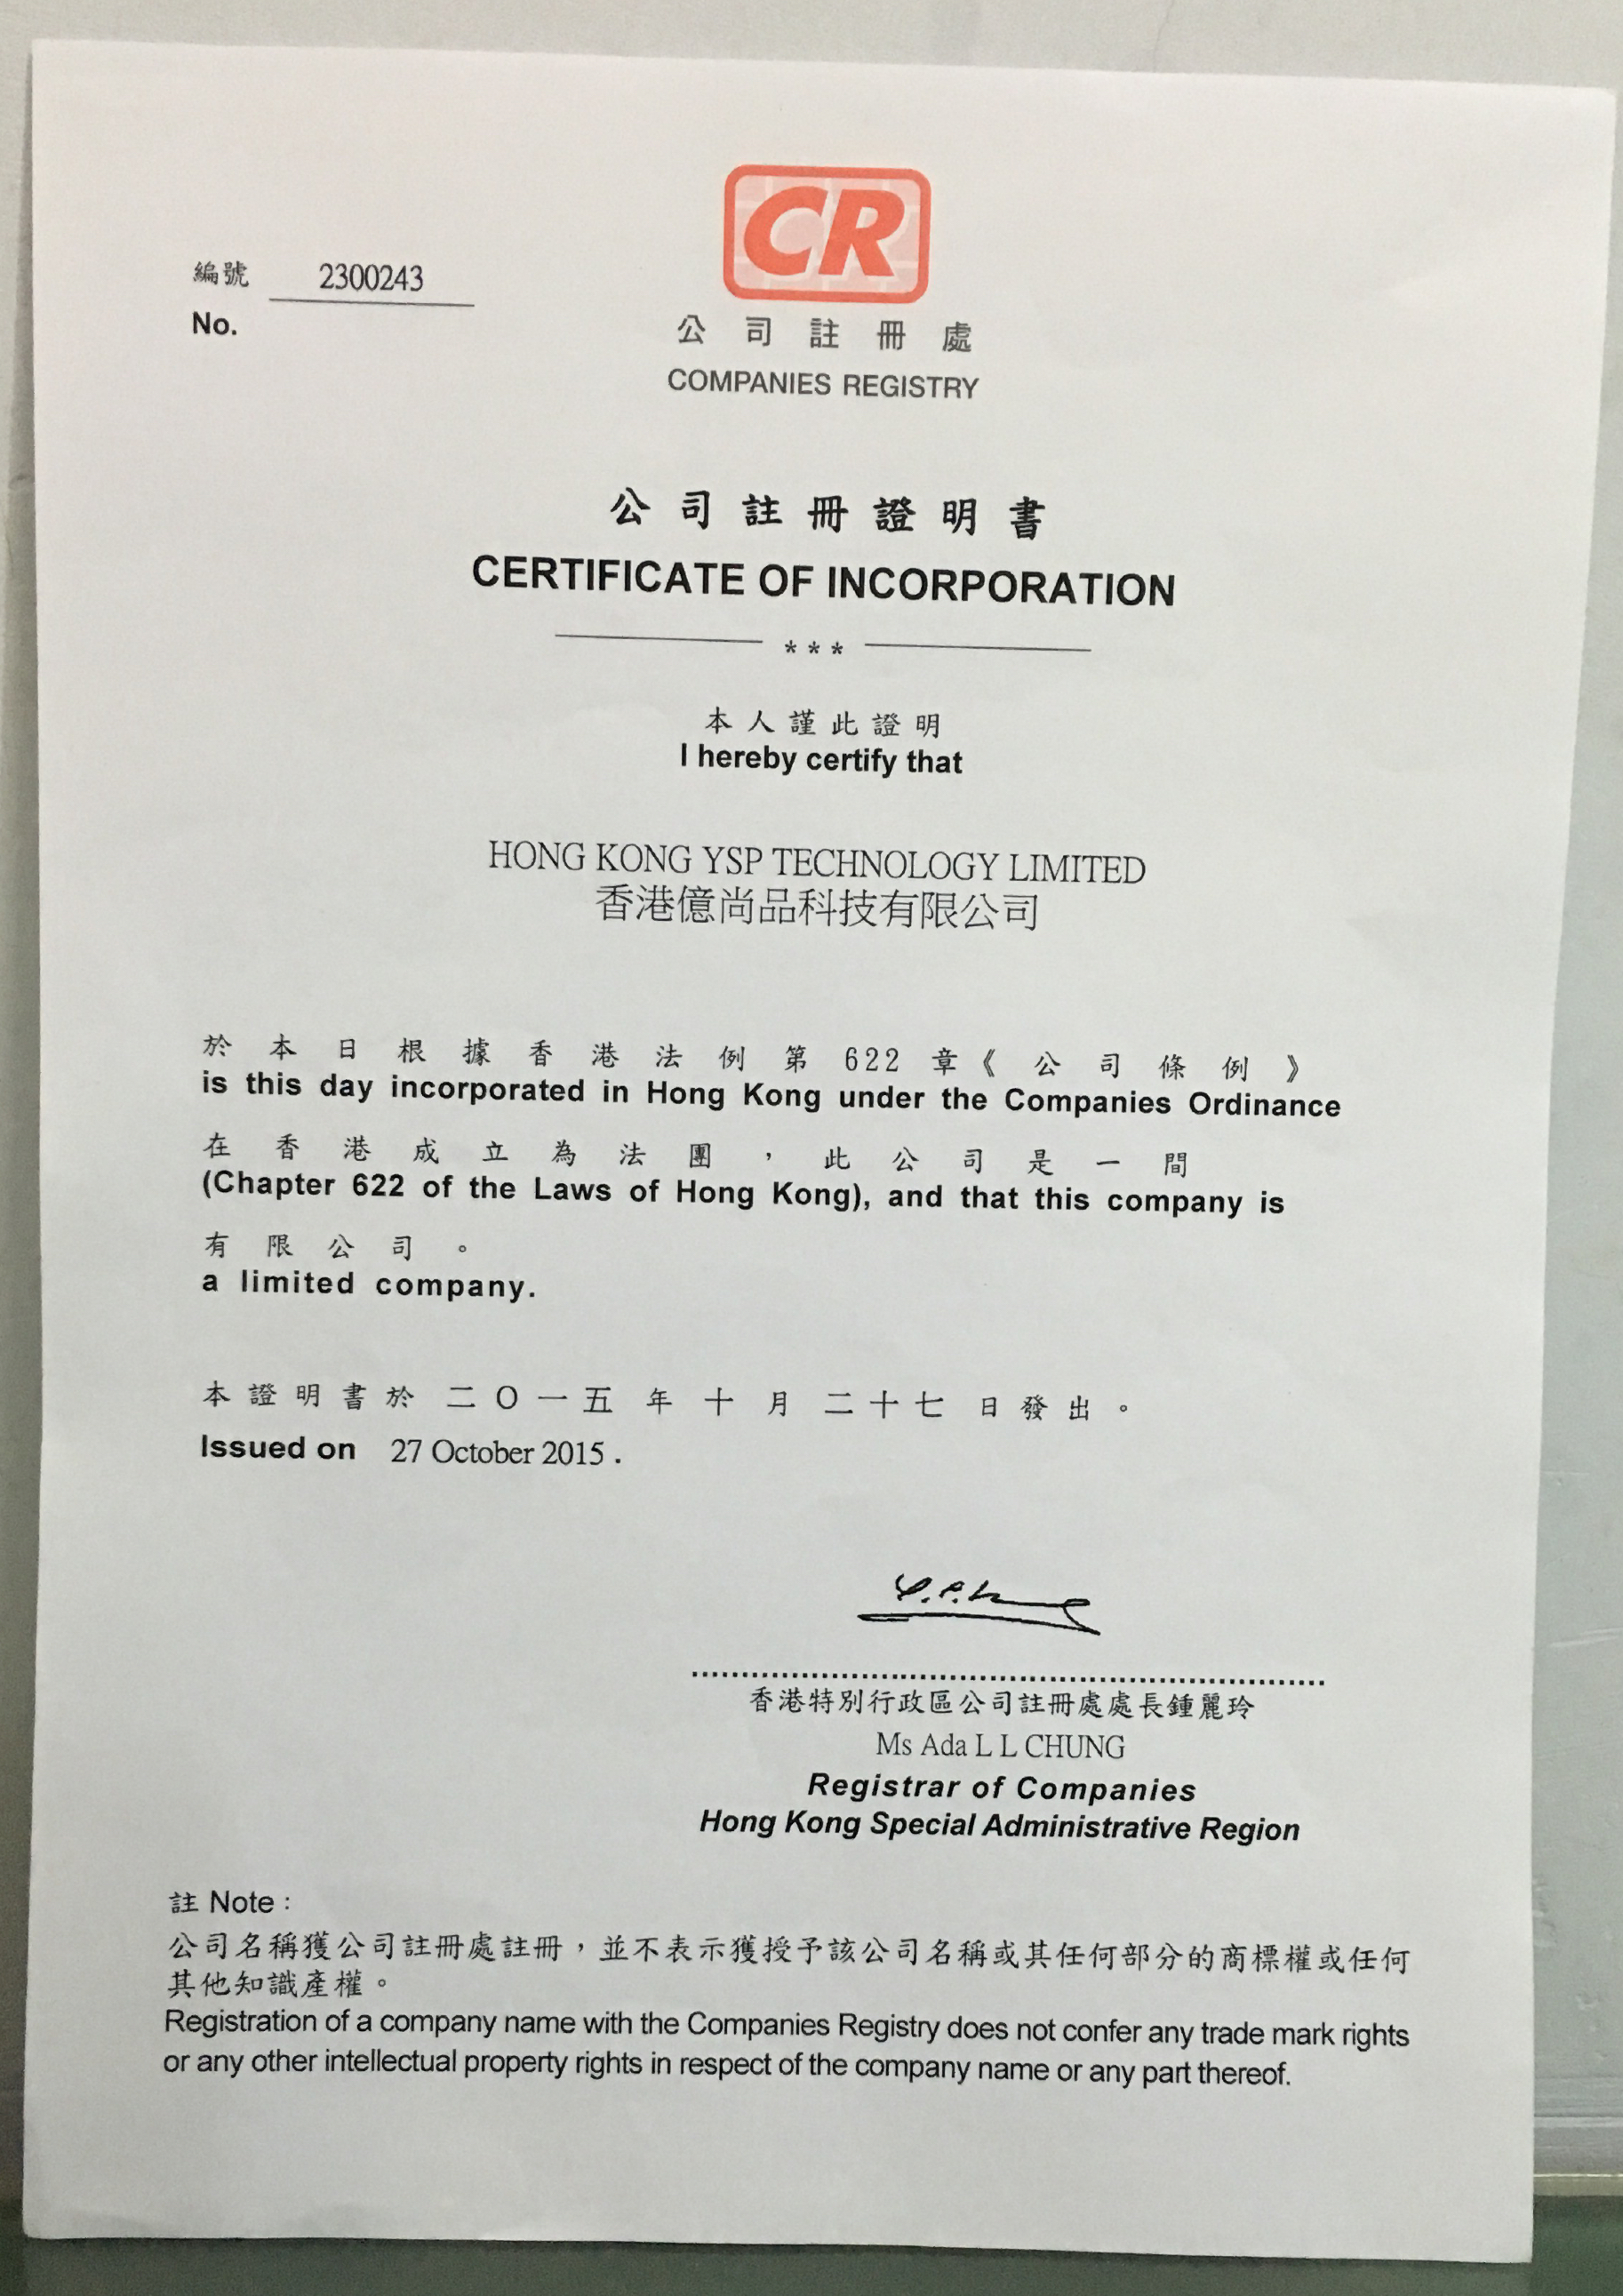 CR
編號 2300243
No.
公司註冊處
COMPANIES REGISTRY
公司註冊證明書
CERTIFICATE OF INCORPORATION
***
本人謹此證明
I hereby certify that
HONG KONG YSP TECHNOLOGY LIMITED
香港億尚品科技有限公司
於本日根據香港法例第622章《公司條例》
is this day incorporated in Hong Kong under the Companies Ordinance
在香港成立為法團，此公司是一間
(Chapter 622 of the Laws of Hong Kong), and that this company is
有限公司。
a limited company.
本證明書於二〇一五年十月二十七日發出。
Issued on 27 October 2015 .
香港特別行政區公司註冊處處長鍾麗玲
Ms Ada L L CHUNG
Registrar of Companies
Hong Kong Special Administrative Region
註 Note :
公司名稱獲公司註冊處註冊，並不表示獲授予該公司名稱或其任何部分的商標權或任何
其他知識產權。
Registration of a company name with the Companies Registry does not confer any trade mark rights
or any other intellectual property rights in respect of the company name or any part thereof.